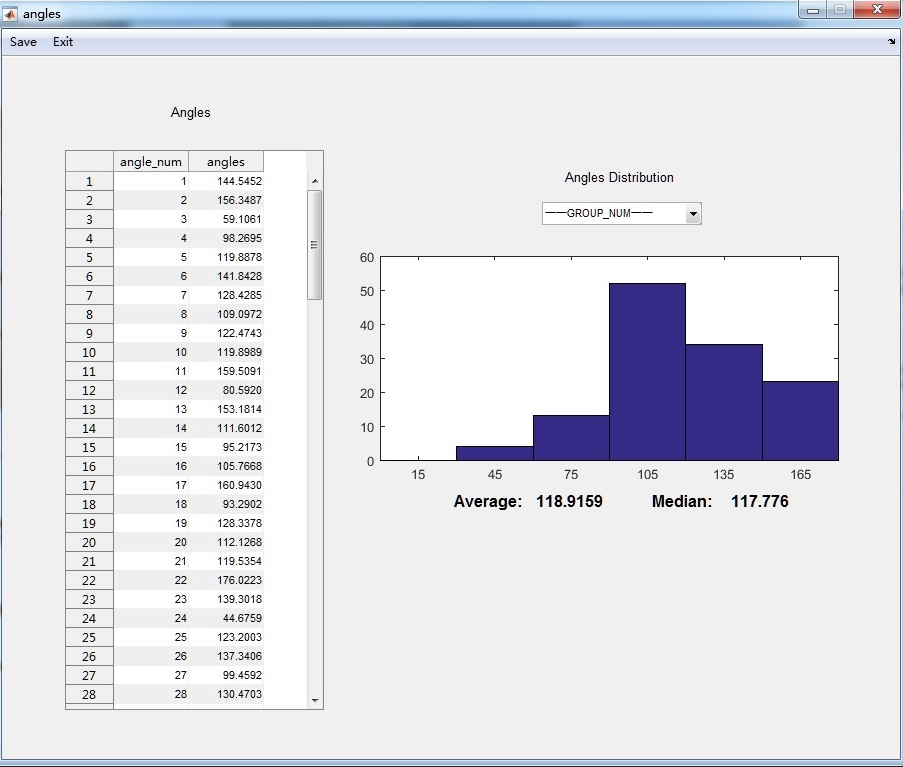 angles
Save Exit
Angles
angle_num angles
1 1 144.5452
2 2 156.3487
3 3 59.1061
4 4 98.2695
5 5 119.8878
6 6 141.8428
7 7 128.4285
8 8 109.0972
9 9 122.4743
10 10 119.8989
11 11 159.5091
12 12 80.5920
13 13 153.1814
14 14 111.6012
15 15 95.2173
16 16 105.7668
17 17 160.9430
18 18 93.2902
19 19 128.3378
20 20 112.1268
21 21 119.5354
22 22 176.0223
23 23 139.3018
24 24 44.6759
25 25 123.2003
26 26 137.3406
27 27 99.4592
28 28 130.4703
Angles Distribution
——GROUP_NUM——
60
50
40
30
20
10
0
15 45 75 105 135 165
Average: 118.9159 Median: 117.776